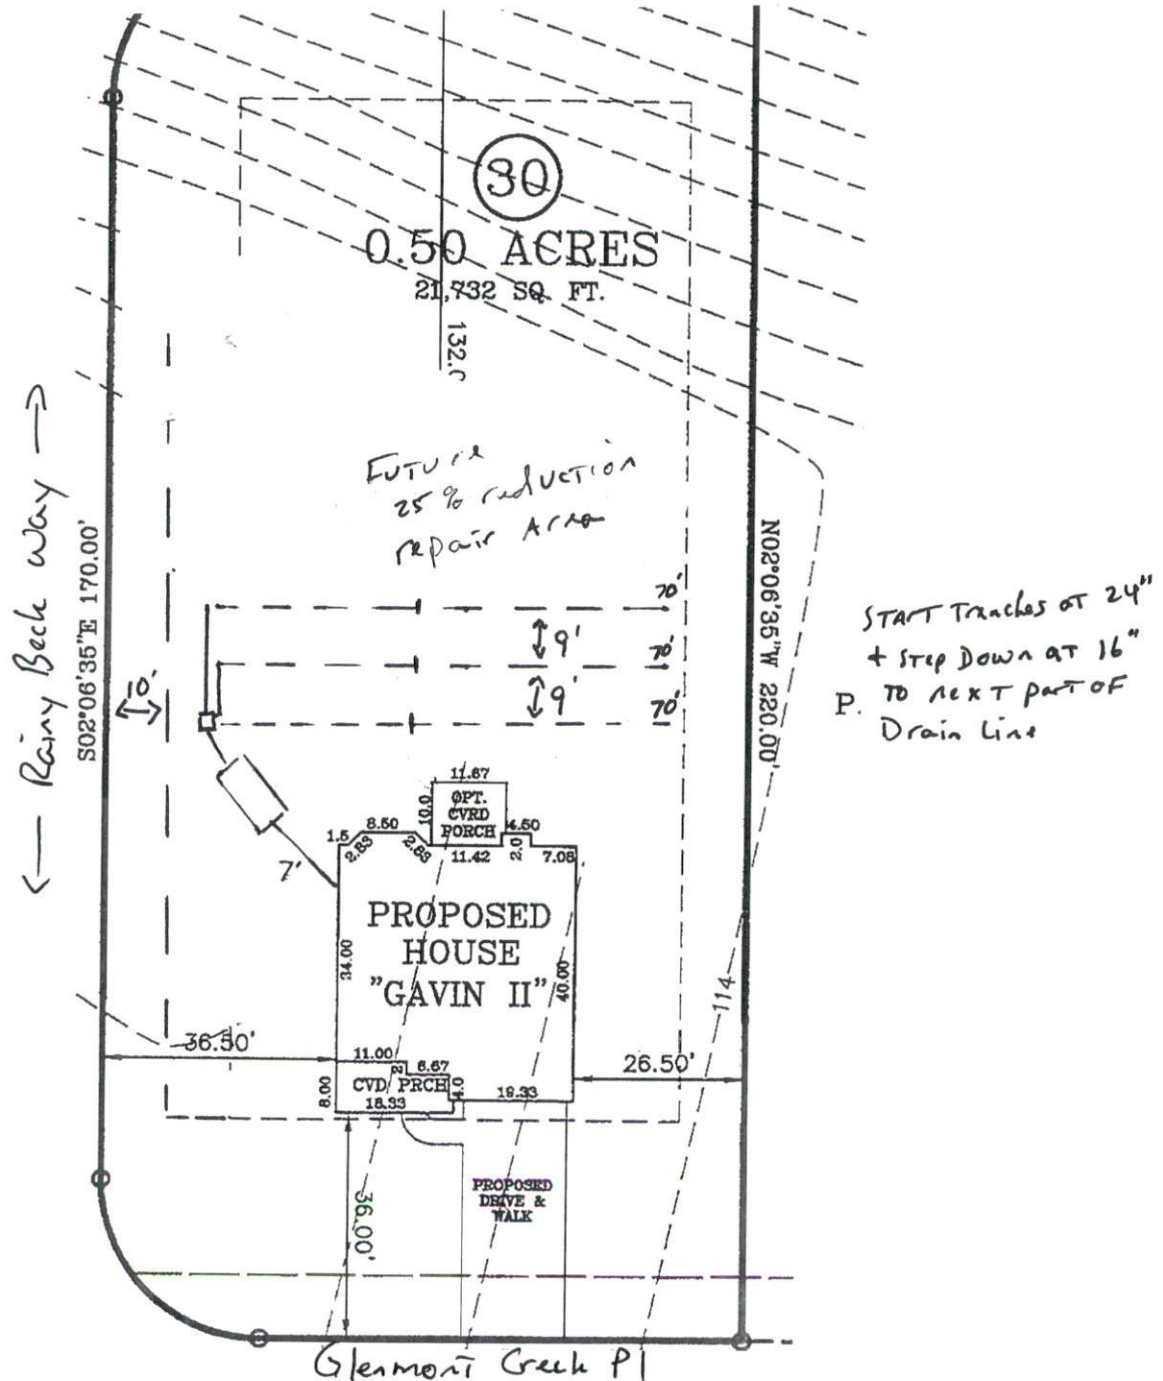 30
0.50 ACRES
21,732 SQ. FT.
Future
25% reduction
repair Area
← Rainy Beck way →
S02°06'35"E 170.00'
N02°06'35"W 220.00'
START Trenches at 24"
+ Step Down at 16"
P. To next part of
Drain Line
70'
9'
70'
9'
70'
10'
7'
11.67
10.0
OPT.
CVRD
PORCH
8.50
4.50
1.5
2.83
2.83
11.42
2.0
7.08
PROPOSED
HOUSE
"GAVIN II"
34.00
40.00
114
36.50'
26.50'
11.00
2
6.67
8.00
CVD PRCH
4.0
18.33
19.33
36.00'
PROPOSED
DRIVE &
WALK
Glenmont Creek Pl